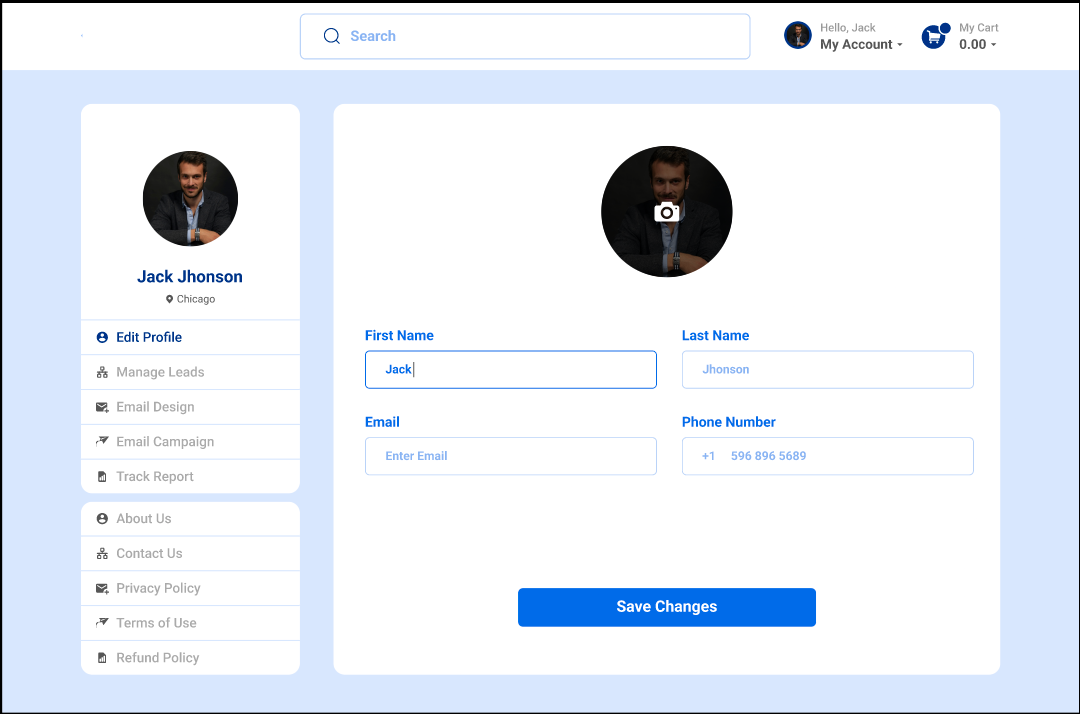 Search
Hello, Jack
My Account
My Cart
0.00
Jack Jhonson
Chicago
Edit Profile
Manage Leads
Email Design
Email Campaign
Track Report
About Us
Contact Us
Privacy Policy
Terms of Use
Refund Policy
First Name
Last Name
Jack
Jhonson
Email
Phone Number
Enter Email
+1 596 896 5689
Save Changes